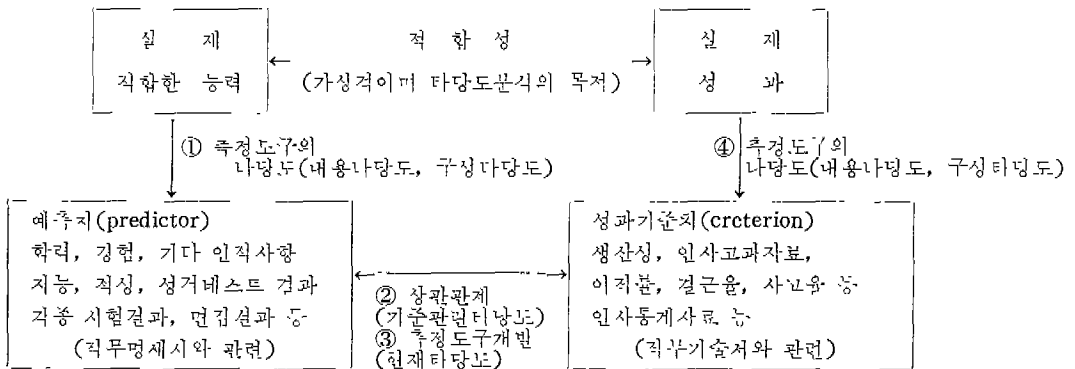 실 재
적합한 능력
적 합 성
(가상적이며 타당도분석의 목적)
실 재
성 과
① 측정도구의
타당도(내용타당도, 구성타당도)
④ 측정도구의
타당도(내용타당도, 구성타당도)
예측치(predictor)
학력, 경험, 기타 인적사항
지능, 적성, 성격테스트 결과
각종 시험결과, 면접결과 등
(직무명세서와 관련)
② 상관관계
(기준관련타당도)
③ 측정도구개발
(현재타당도)
성과기준치(creterion)
생산성, 인사고과자료,
이직률, 결근율, 사고율 등
인사통계자료 등
(직무기술서와 관련)